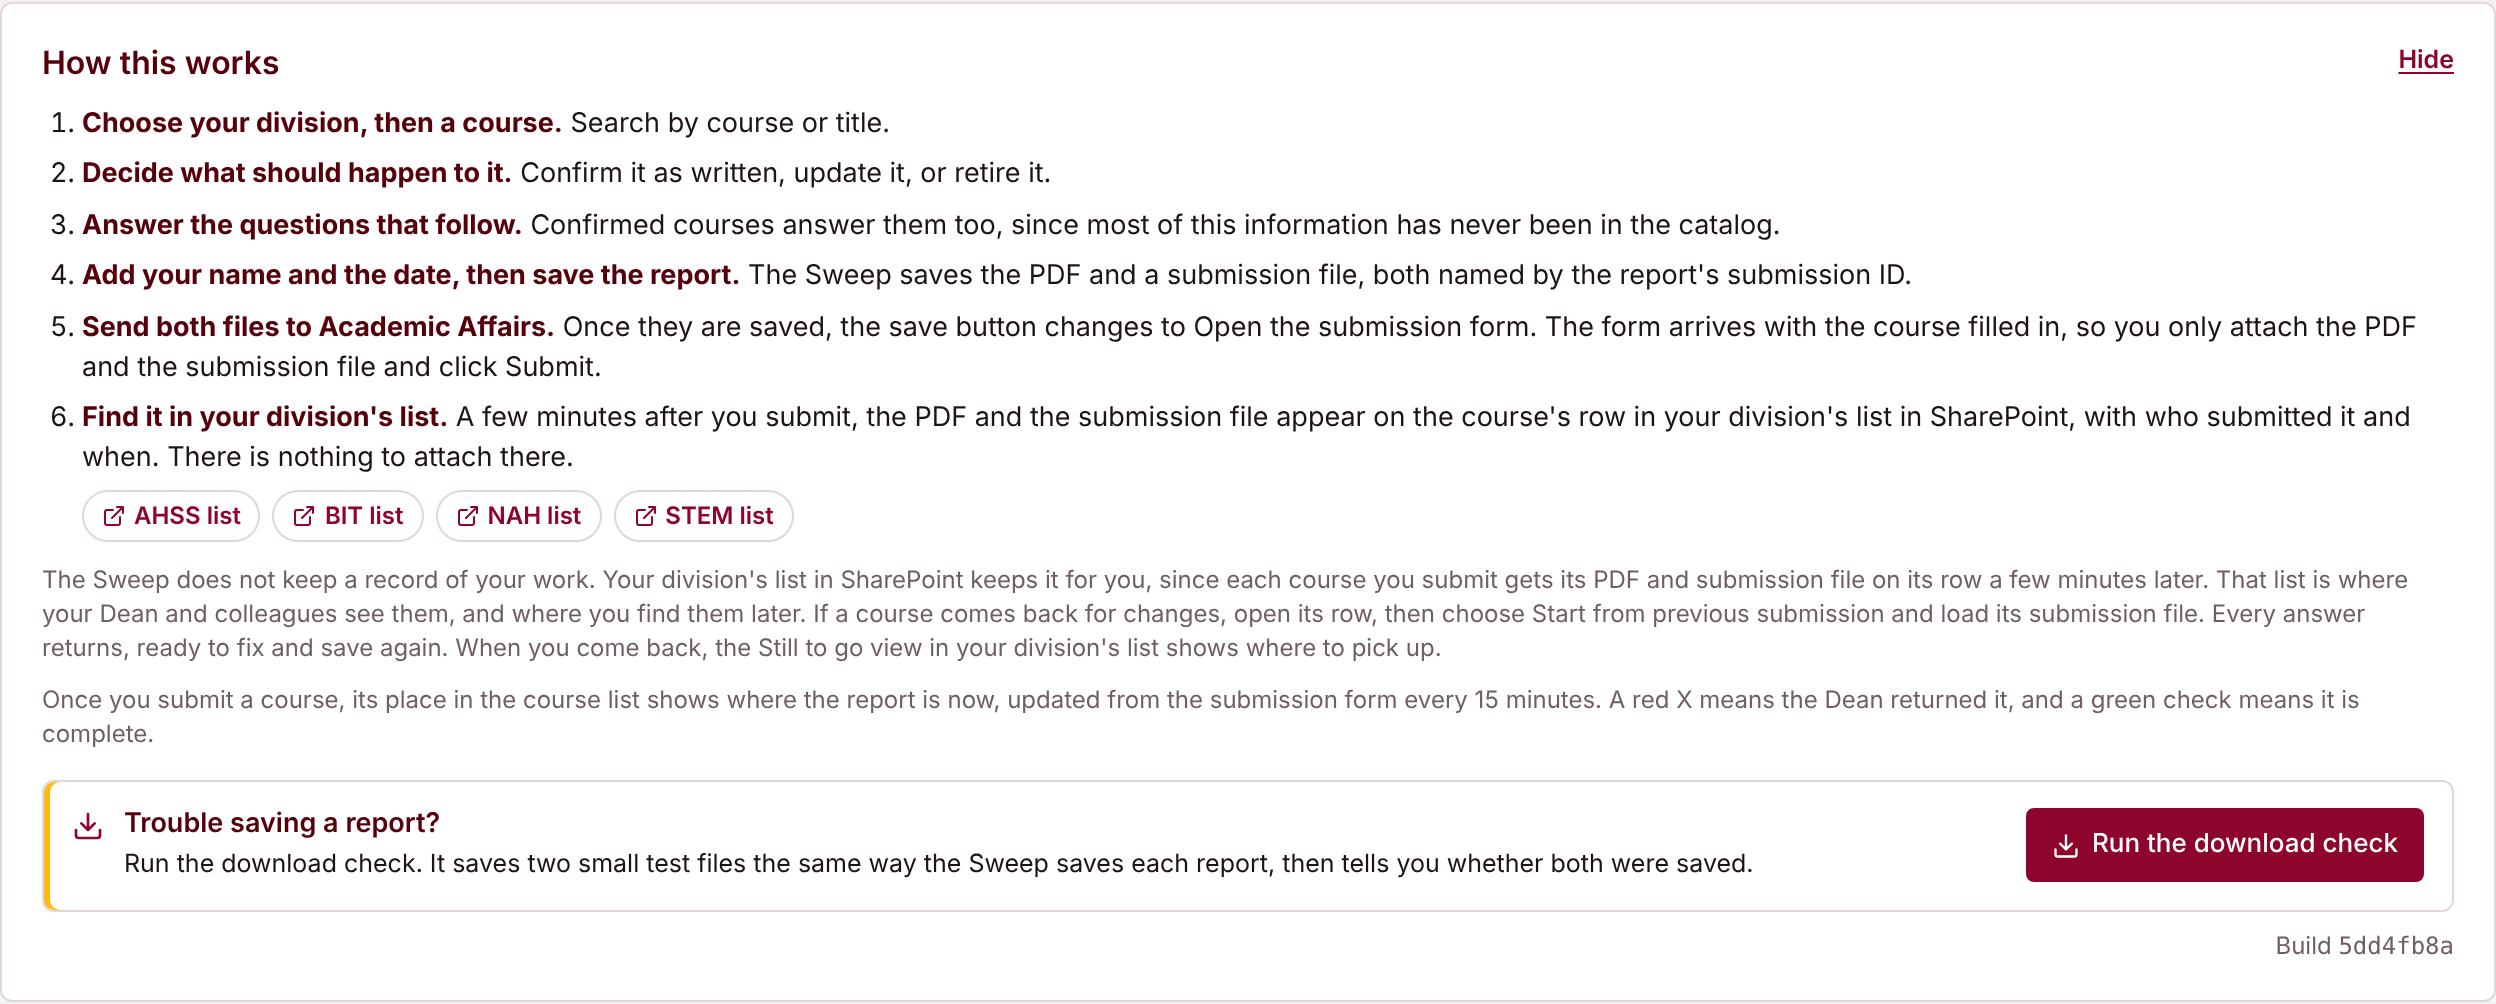 How this works
Hide
1. Choose your division, then a course. Search by course or title.
2. Decide what should happen to it. Confirm it as written, update it, or retire it.
3. Answer the questions that follow. Confirmed courses answer them too, since most of this information has never been in the catalog.
4. Add your name and the date, then save the report. The Sweep saves the PDF and a submission file, both named by the report's submission ID.
5. Send both files to Academic Affairs. Once they are saved, the save button changes to Open the submission form. The form arrives with the course filled in, so you only attach the PDF
and the submission file and click Submit.
6. Find it in your division's list. A few minutes after you submit, the PDF and the submission file appear on the course's row in your division's list in SharePoint, with who submitted it and
when. There is nothing to attach there.
AHSS list
BIT list
NAH list
STEM list
The Sweep does not keep a record of your work. Your division's list in SharePoint keeps it for you, since each course you submit gets its PDF and submission file on its row a few minutes later. That list is where
your Dean and colleagues see them, and where you find them later. If a course comes back for changes, open its row, then choose Start from previous submission and load its submission file. Every answer
returns, ready to fix and save again. When you come back, the Still to go view in your division's list shows where to pick up.
Once you submit a course, its place in the course list shows where the report is now, updated from the submission form every 15 minutes. A red X means the Dean returned it, and a green check means it is
complete.
Trouble saving a report?
Run the download check. It saves two small test files the same way the Sweep saves each report, then tells you whether both were saved.
Run the download check
Build 5dd4fb8a